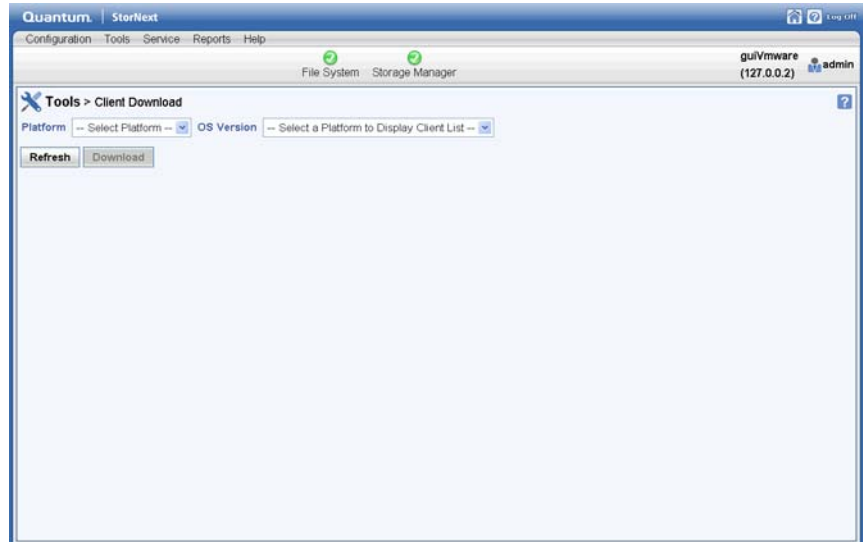 Quantum. StorNext Log Off
Configuration Tools Service Reports Help
File System Storage Manager
guiVmware
(127.0.0.2)
admin
Tools > Client Download
Platform -- Select Platform -- OS Version -- Select a Platform to Display Client List --
Refresh Download